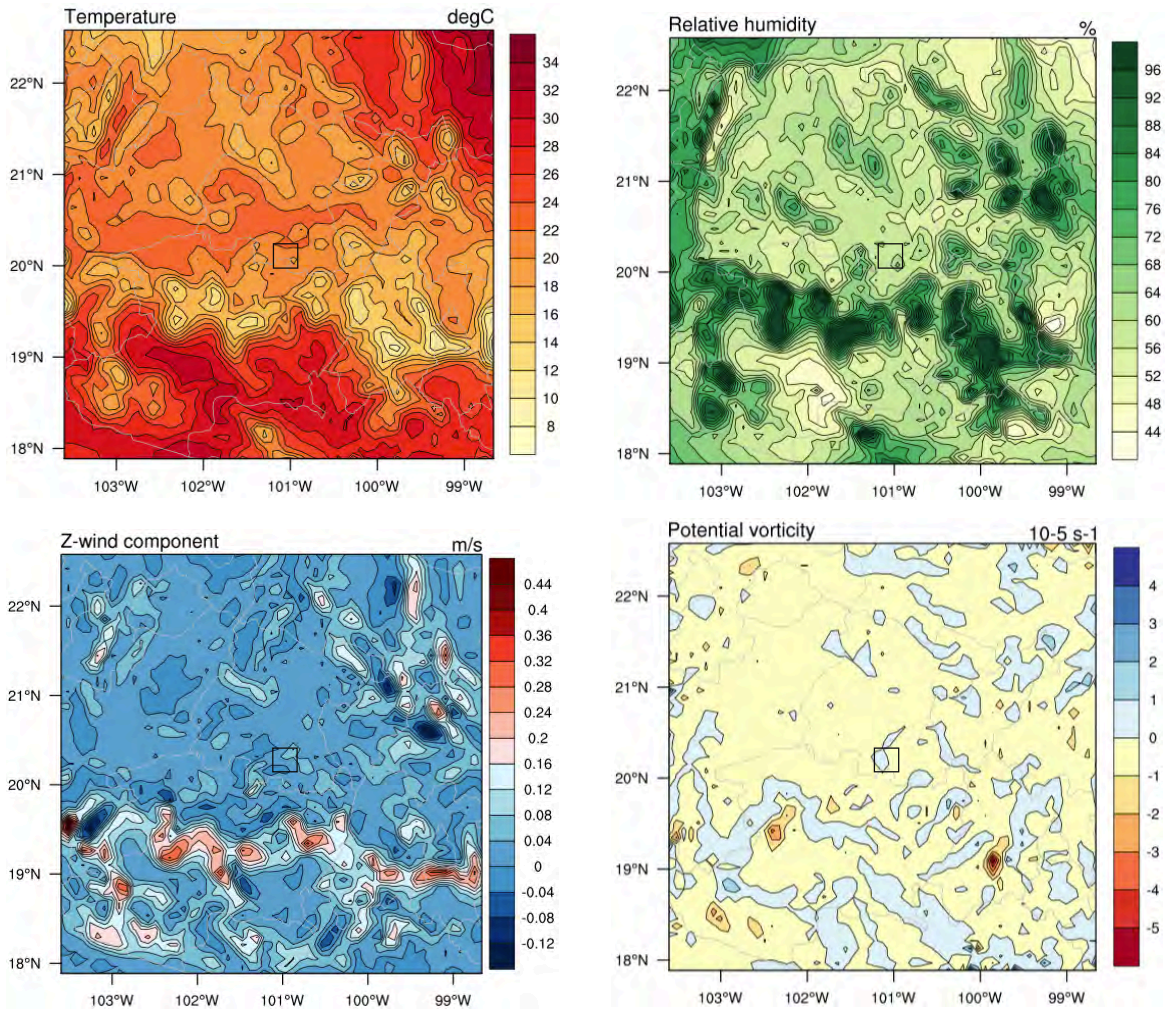 Temperature degC
22°N
21°N
20°N
19°N
18°N
103°W 102°W 101°W 100°W 99°W
34
32
30
28
26
24
22
20
18
16
14
12
10
8
Relative humidity %
22°N
21°N
20°N
19°N
18°N
103°W 102°W 101°W 100°W 99°W
96
92
88
84
80
76
72
68
64
60
56
52
48
44
Z-wind component m/s
22°N
21°N
20°N
19°N
18°N
103°W 102°W 101°W 100°W 99°W
0.44
0.4
0.36
0.32
0.28
0.24
0.2
0.16
0.12
0.08
0.04
0
-0.04
-0.08
-0.12
Potential vorticity 10-5 s-1
22°N
21°N
20°N
19°N
18°N
103°W 102°W 101°W 100°W 99°W
4
3
2
1
0
-1
-2
-3
-4
-5